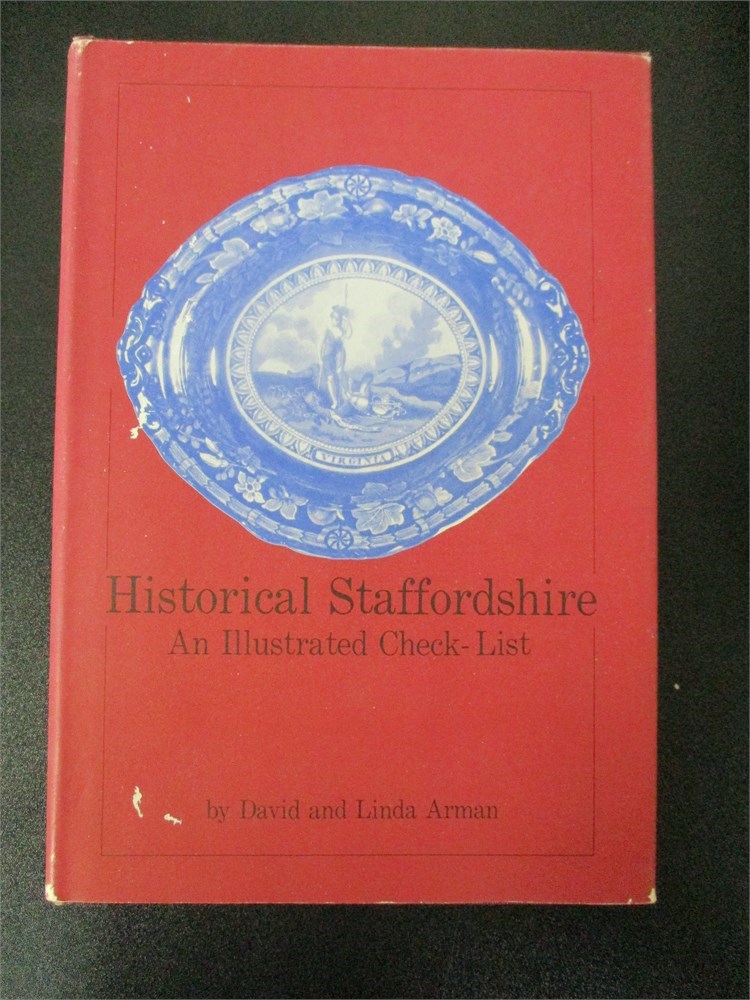 VIRGINIA
Historical Staffordshire
An Illustrated Check-List
by David and Linda Arman